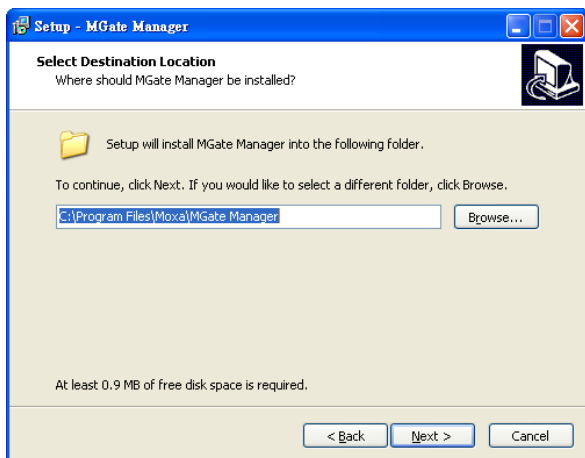 Setup - MGate Manager
Select Destination Location
Where should MGate Manager be installed?
Setup will install MGate Manager into the following folder.
To continue, click Next. If you would like to select a different folder, click Browse.
C:\Program Files\Moxa\MGate Manager
Browse...
At least 0.9 MB of free disk space is required.
< Back
Next >
Cancel